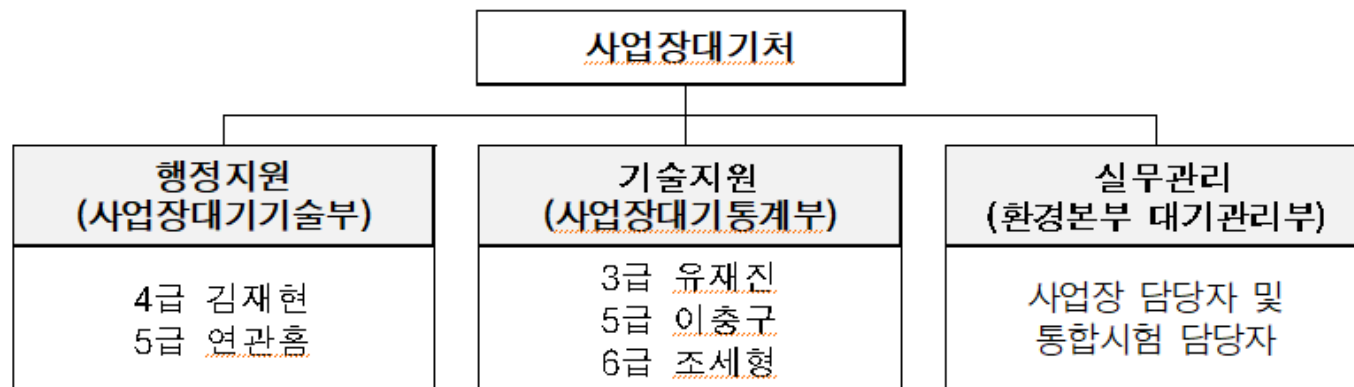 사업장대기처
행정지원
(사업장대기기술부)
4급 김재현
5급 연관흠
기술지원
(사업장대기통계부)
3급 유재진
5급 이충구
6급 조세형
실무관리
(환경본부 대기관리부)
사업장 담당자 및
통합시험 담당자